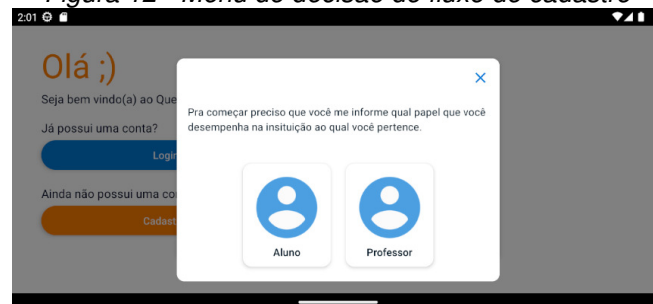 Figura 12 - Menu de decisão de fluxo de cadastro
2:01
Olá ;)
Seja bem vindo(a) ao Que
Já possui uma conta?
Login
Ainda não possui uma co
Cadast
Pra começar preciso que você me informe qual papel que você
desempenha na insituição ao qual você pertence.
Aluno
Professor